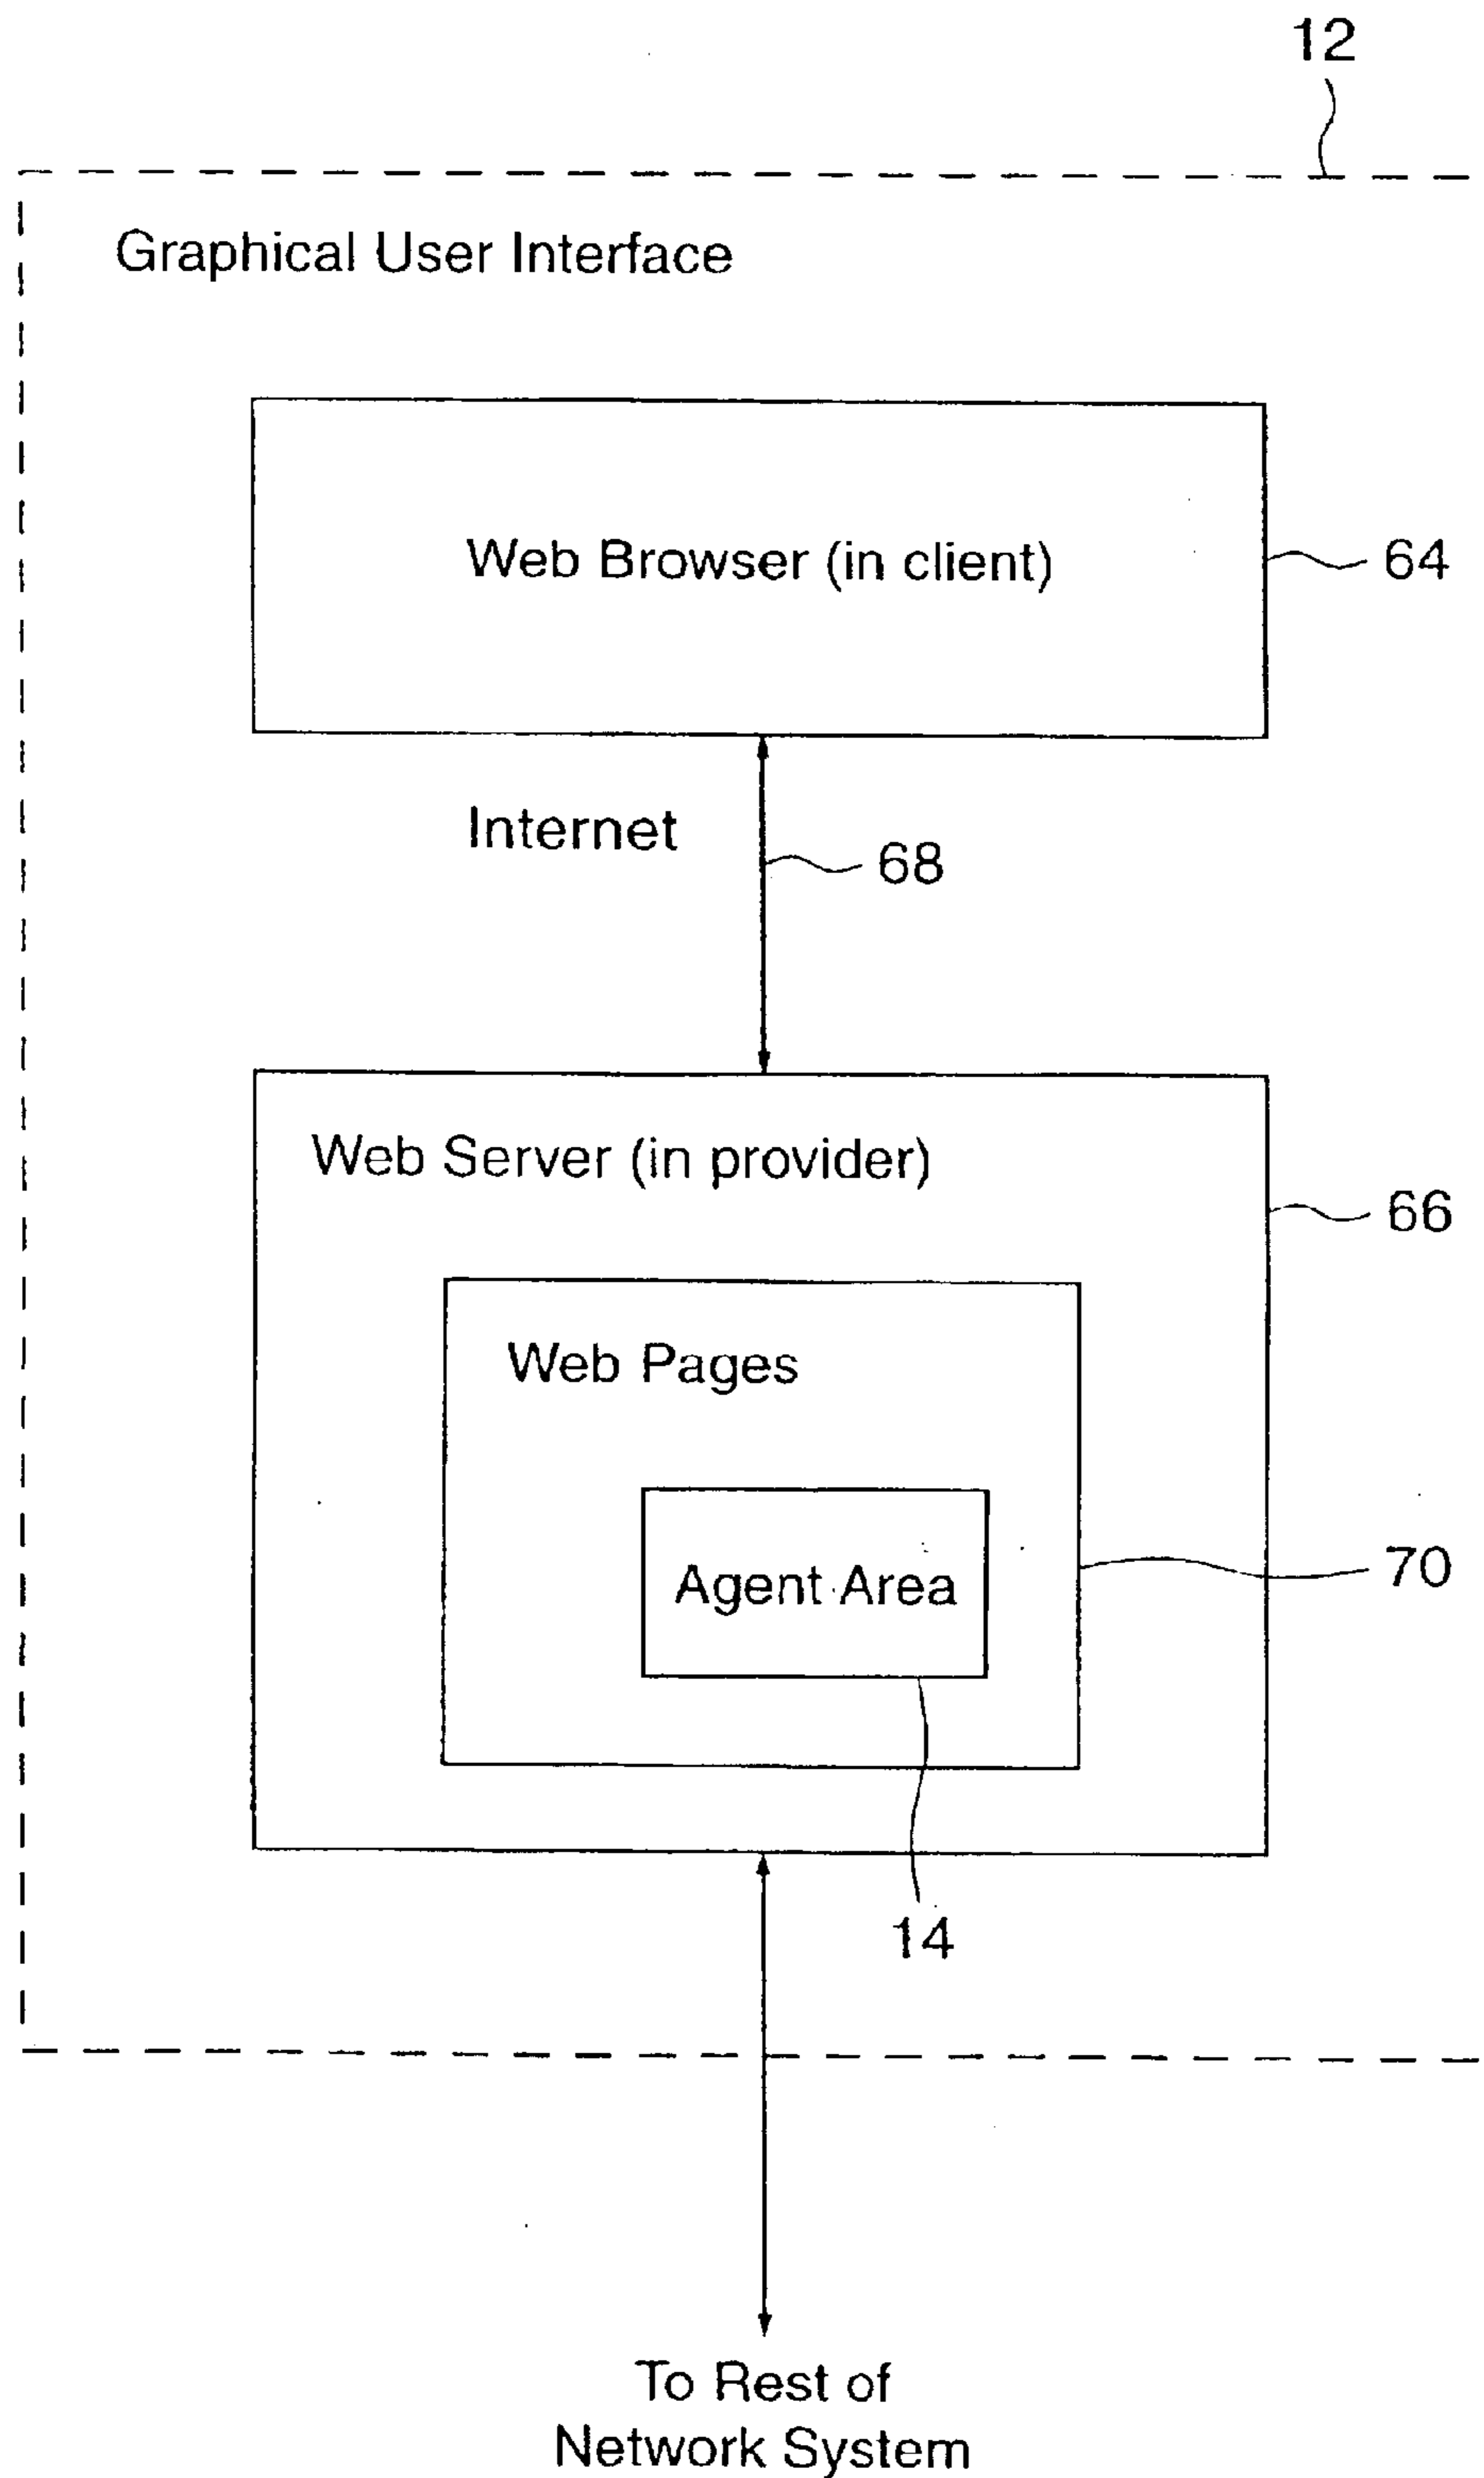 12
Graphical User Interface
Web Browser (in client)
64
Internet
68
Web Server (in provider)
66
Web Pages
Agent Area
70
14
To Rest of
Network System